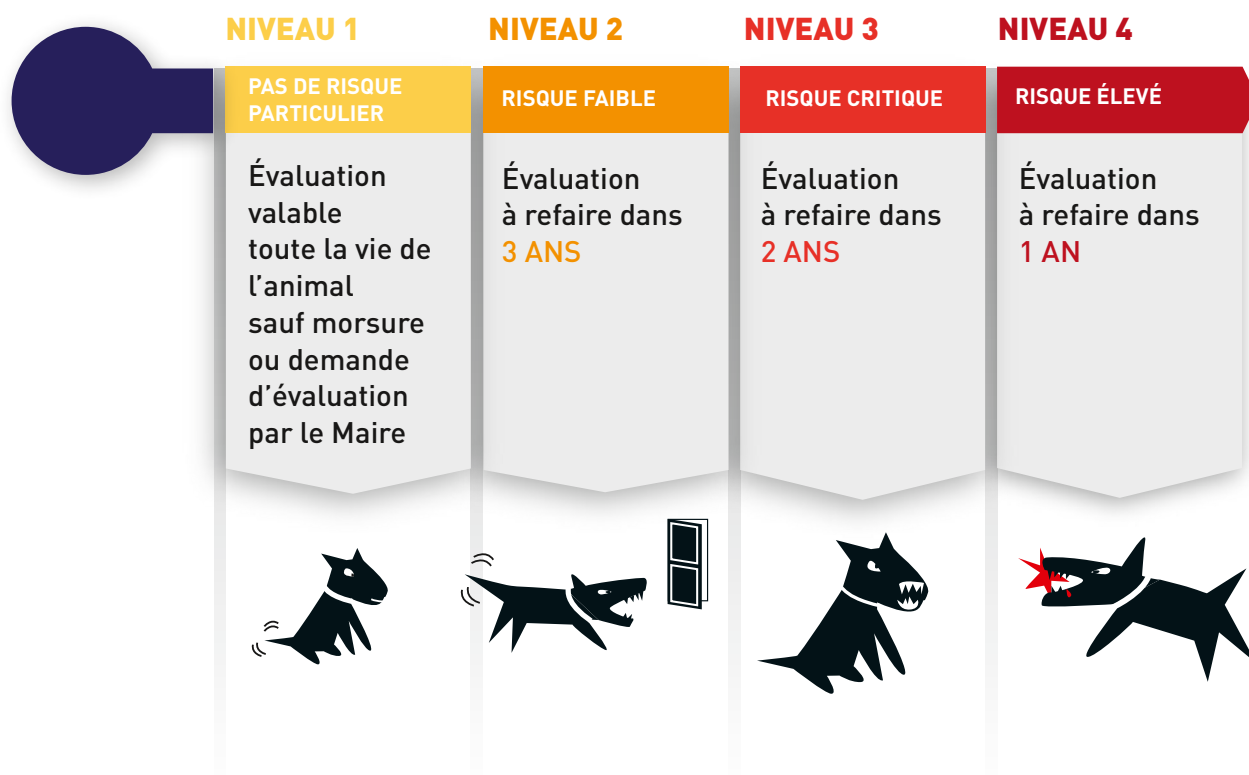 NIVEAU 1
PAS DE RISQUE
PARTICULIER
Évaluation
valable
toute la vie de
l’animal
sauf morsure
ou demande
d’évaluation
par le Maire
NIVEAU 2
RISQUE FAIBLE
Évaluation
à refaire dans
3 ANS
NIVEAU 3
RISQUE CRITIQUE
Évaluation
à refaire dans
2 ANS
NIVEAU 4
RISQUE ÉLEVÉ
Évaluation
à refaire dans
1 AN